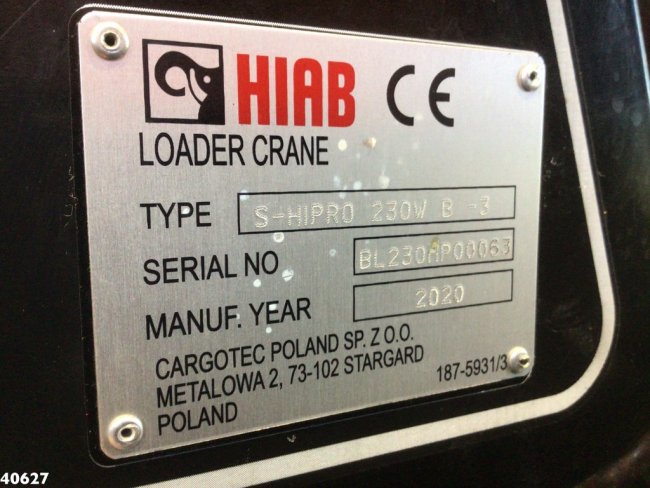 HIAB CE
LOADER CRANE
TYPE S-HIPRO 230W B -3
SERIAL NO BL230HP00063
MANUF. YEAR 2020
CARGOTEC POLAND SP. Z O.O.
METALOWA 2, 73-102 STARGARD
POLAND
187-5931/3
40627